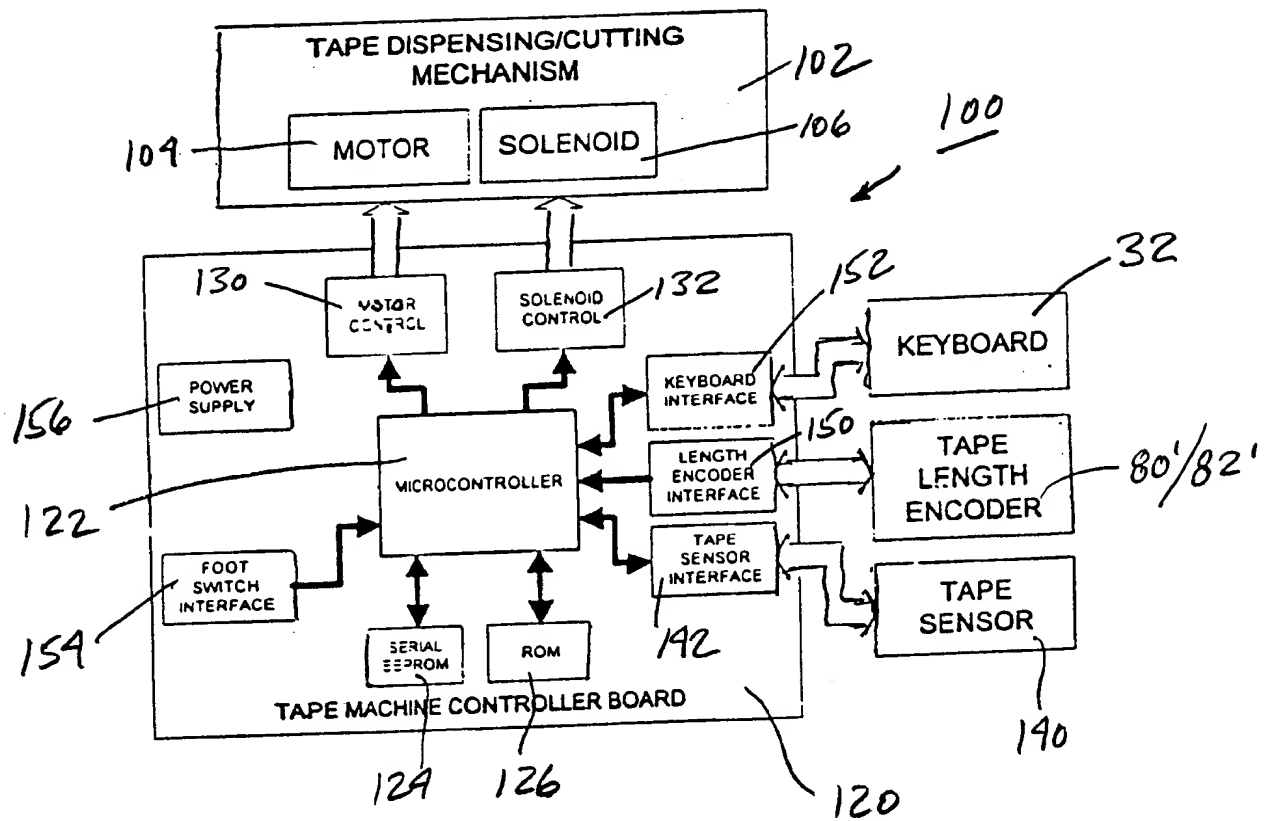 TAPE DISPENSING/CUTTING
MECHANISM
102
104
MOTOR
SOLENOID
106
100
130
MOTOR
CONTROL
SOLENOID
CONTROL
132
152
32
KEYBOARD
INTERFACE
KEYBOARD
POWER
SUPPLY
156
MICROCONTROLLER
122
LENGTH
ENCODER
INTERFACE
150
TAPE
LENGTH
ENCODER
80'/82'
FOOT
SWITCH
INTERFACE
154
TAPE
SENSOR
INTERFACE
142
TAPE
SENSOR
140
SERIAL
EEPROM
ROM
TAPE MACHINE CONTROLLER BOARD
124
126
120